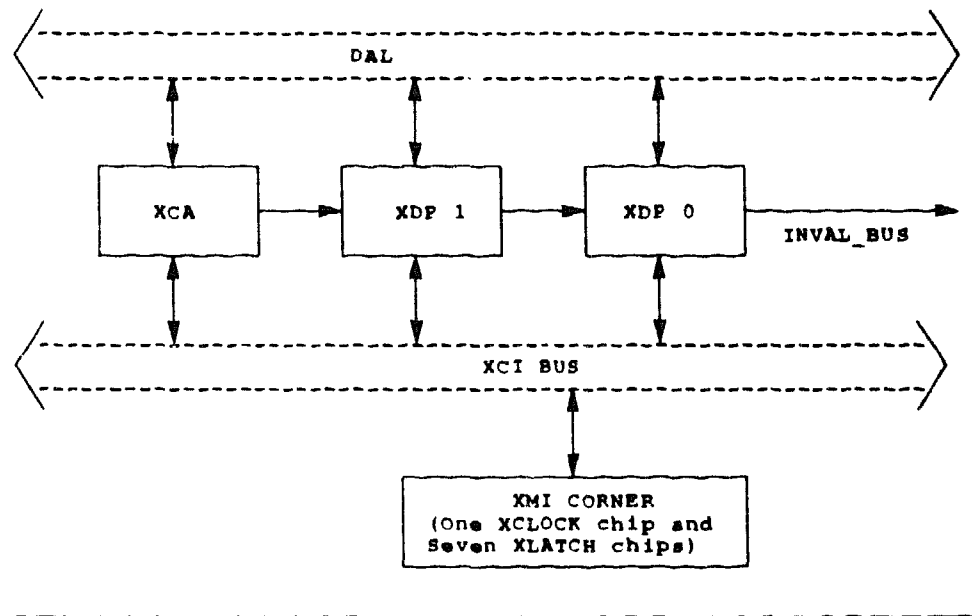 DAL
XCA
XDP 1
XDP 0
INVAL_BUS
XCI BUS
XMI CORNER
(One XCLOCK chip and
Seven XLATCH chips)